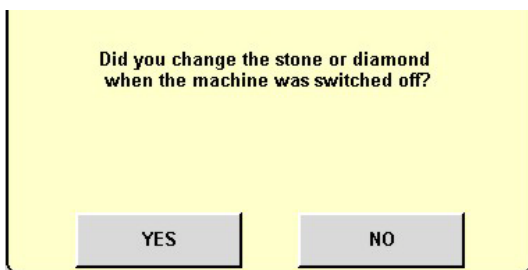 Did you change the stone or diamond
when the machine was switched off?
YES
NO